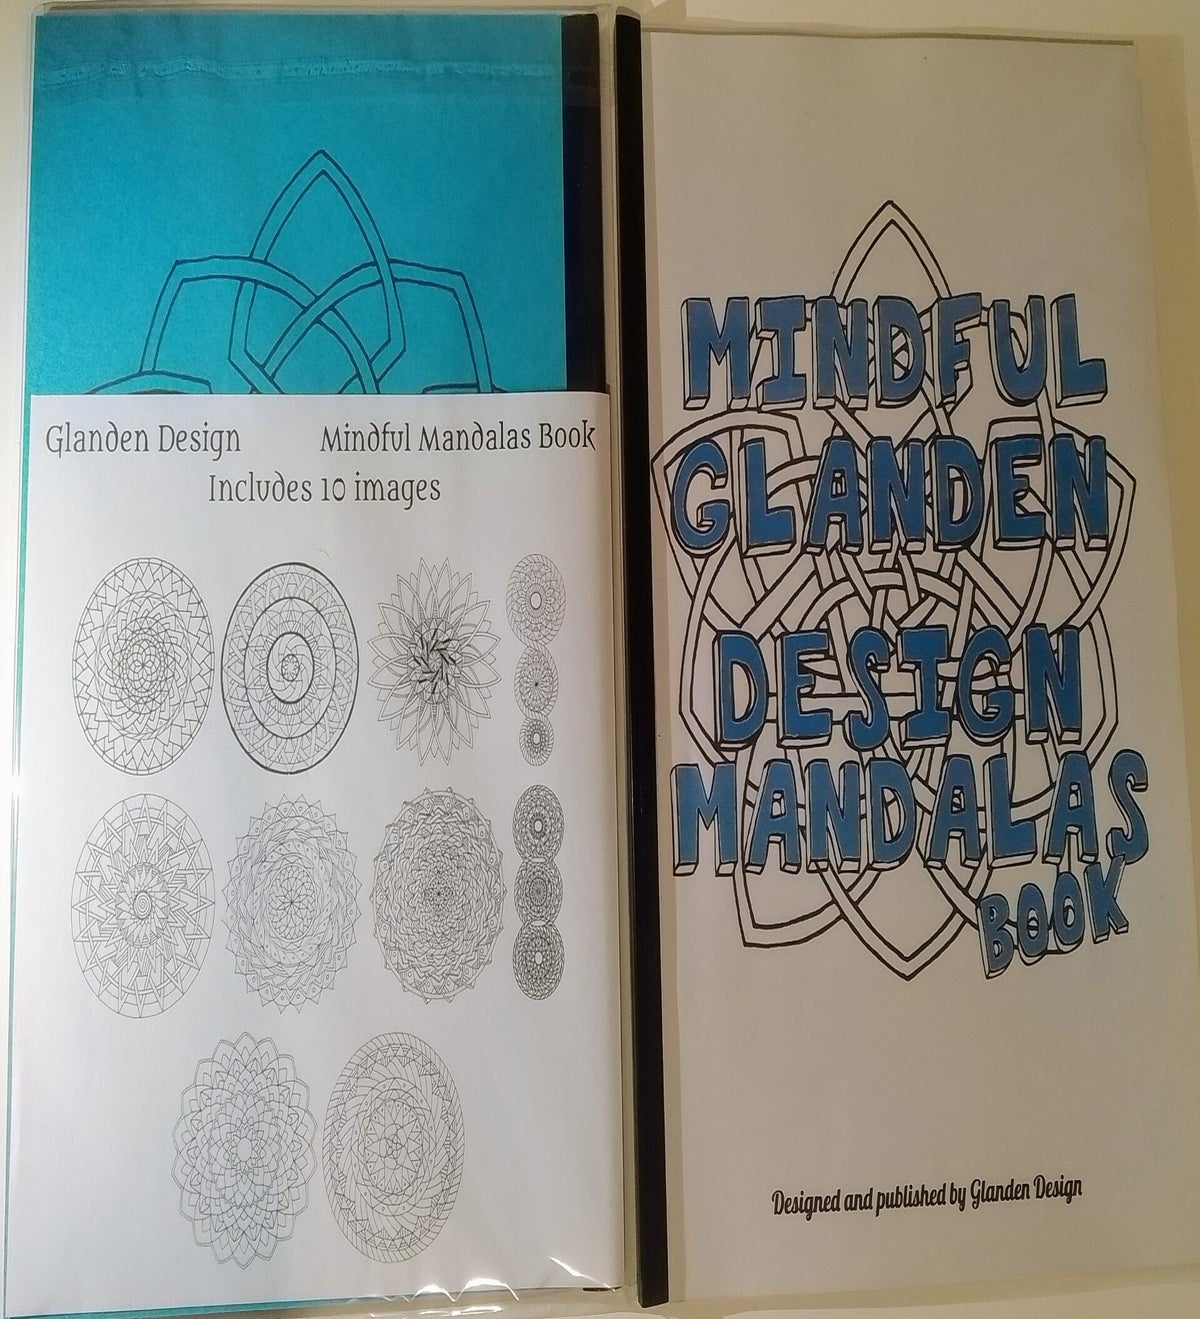 Glanden Design Mindful Mandalas Book
Includes 10 images
MINDFUL
GLANDEN
DESIGN
MANDALAS
BOOK
Designed and published by Glanden Design